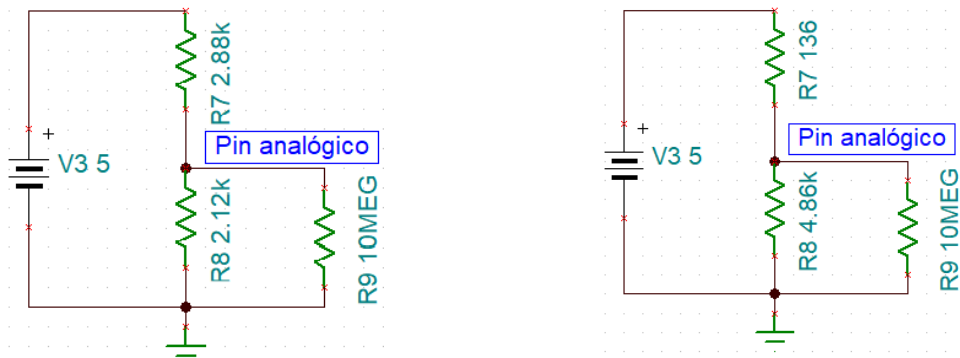 R7 2.88k
Pin analógico
+
V3 5
R8 2.12k
R9 10MEG
R7 136
Pin analógico
+
V3 5
R8 4.86k
R9 10MEG